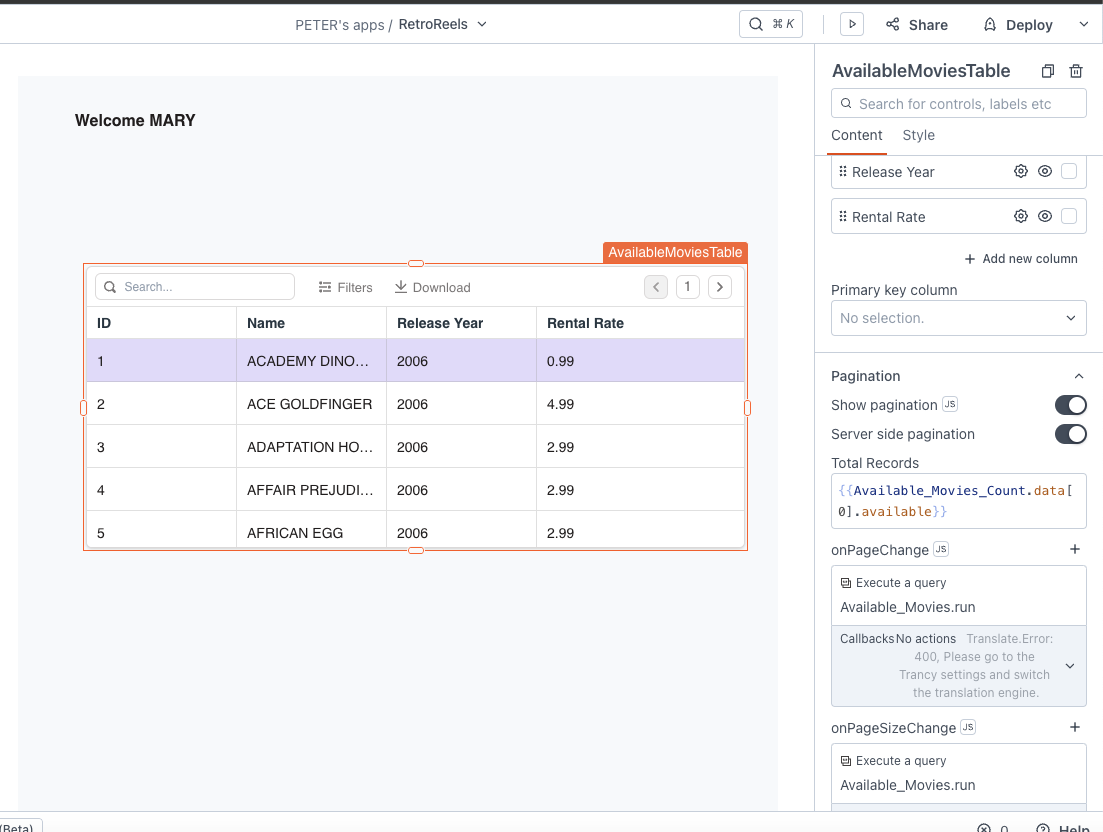 PETER's apps / RetroReels
⌘ K
Share
Deploy
Welcome MARY
AvailableMoviesTable
Search...
Filters
Download
1
ID Name Release Year Rental Rate
1 ACADEMY DINO... 2006 0.99
2 ACE GOLDFINGER 2006 4.99
3 ADAPTATION HO... 2006 2.99
4 AFFAIR PREJUDI... 2006 2.99
5 AFRICAN EGG 2006 2.99
AvailableMoviesTable
Search for controls, labels etc
Content Style
Release Year
Rental Rate
+ Add new column
Primary key column
No selection.
Pagination
Show pagination JS
Server side pagination
Total Records
{{Available_Movies_Count.data[
0].available}}
onPageChange JS +
Execute a query
Available_Movies.run
Callbacks No actions Translate.Error:
400, Please go to the
Trancy settings and switch
the translation engine.
onPageSizeChange JS +
Execute a query
Available_Movies.run
(Beta)
0
Help